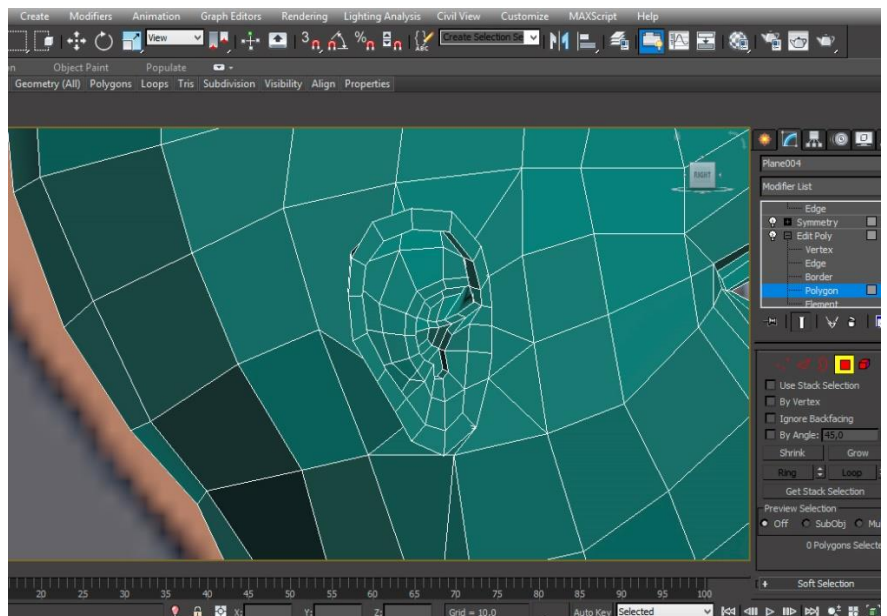 Create Modifiers Animation Graph Editors Rendering Lighting Analysis Civil View Customize MAXScript Help
View 3 % ABC Create Selection Se
Object Paint Populate
Geometry (All) Polygons Loops Tris Subdivision Visibility Align Properties
RIGHT
Plane004
Modifier List
Edge
Symmetry
Edit Poly
Vertex
Edge
Border
Polygon
Element
Use Stack Selection
By Vertex
Ignore Backfacing
By Angle: 45,0
Shrink Grow
Ring Loop
Get Stack Selection
Preview Selection
Off SubObj Mu
0 Polygons Selecte
+ Soft Selection
20 25 30 35 40 45 50 55 60 65 70 75 80 85 90 95 100
X: Y: Z: Grid = 10,0 Auto Key Selected